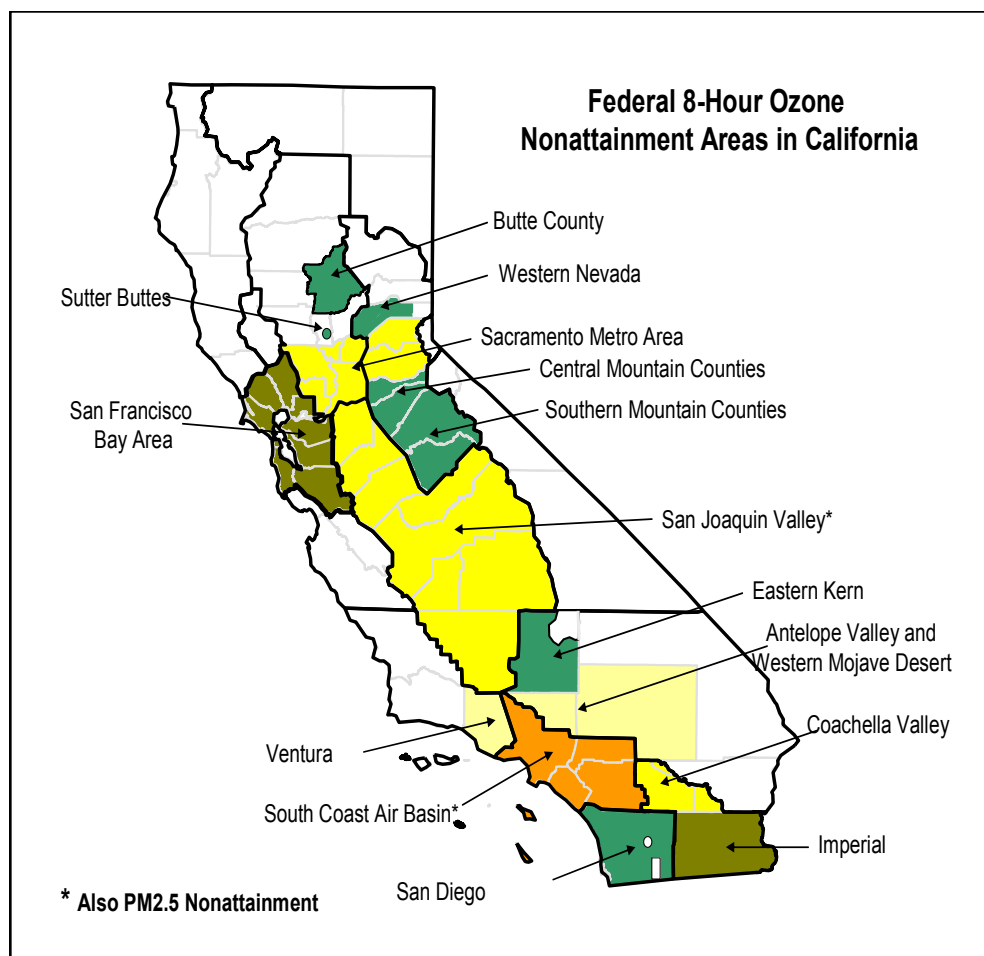 Federal 8-Hour Ozone
Nonattainment Areas in California
Butte County
Western Nevada
Sutter Buttes
Sacramento Metro Area
Central Mountain Counties
San Francisco
Bay Area
Southern Mountain Counties
San Joaquin Valley*
Eastern Kern
Antelope Valley and
Western Mojave Desert
Coachella Valley
Ventura
South Coast Air Basin*
Imperial
San Diego
* Also PM2.5 Nonattainment